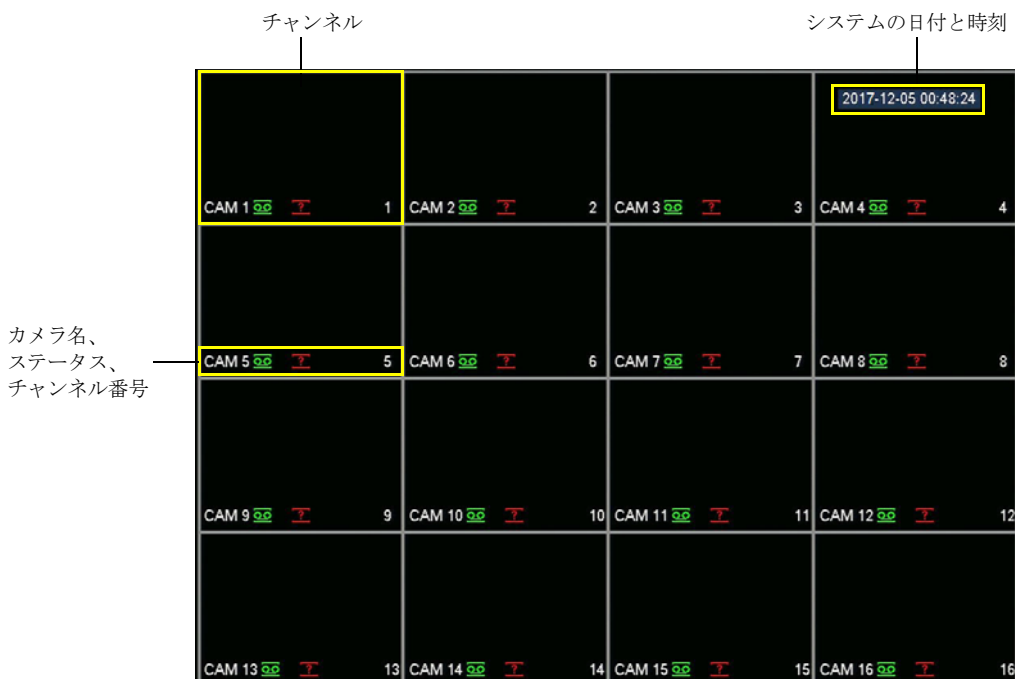 チャンネル
システムの日付と時刻
2017-12-05 00:48:24
CAM 1 ? 1
CAM 2 ? 2
CAM 3 ? 3
CAM 4 ? 4
カメラ名、
ステータス、
チャンネル番号
CAM 5 ? 5
CAM 6 ? 6
CAM 7 ? 7
CAM 8 ? 8
CAM 9 ? 9
CAM 10 ? 10
CAM 11 ? 11
CAM 12 ? 12
CAM 13 ? 13
CAM 14 ? 14
CAM 15 ? 15
CAM 16 ? 16